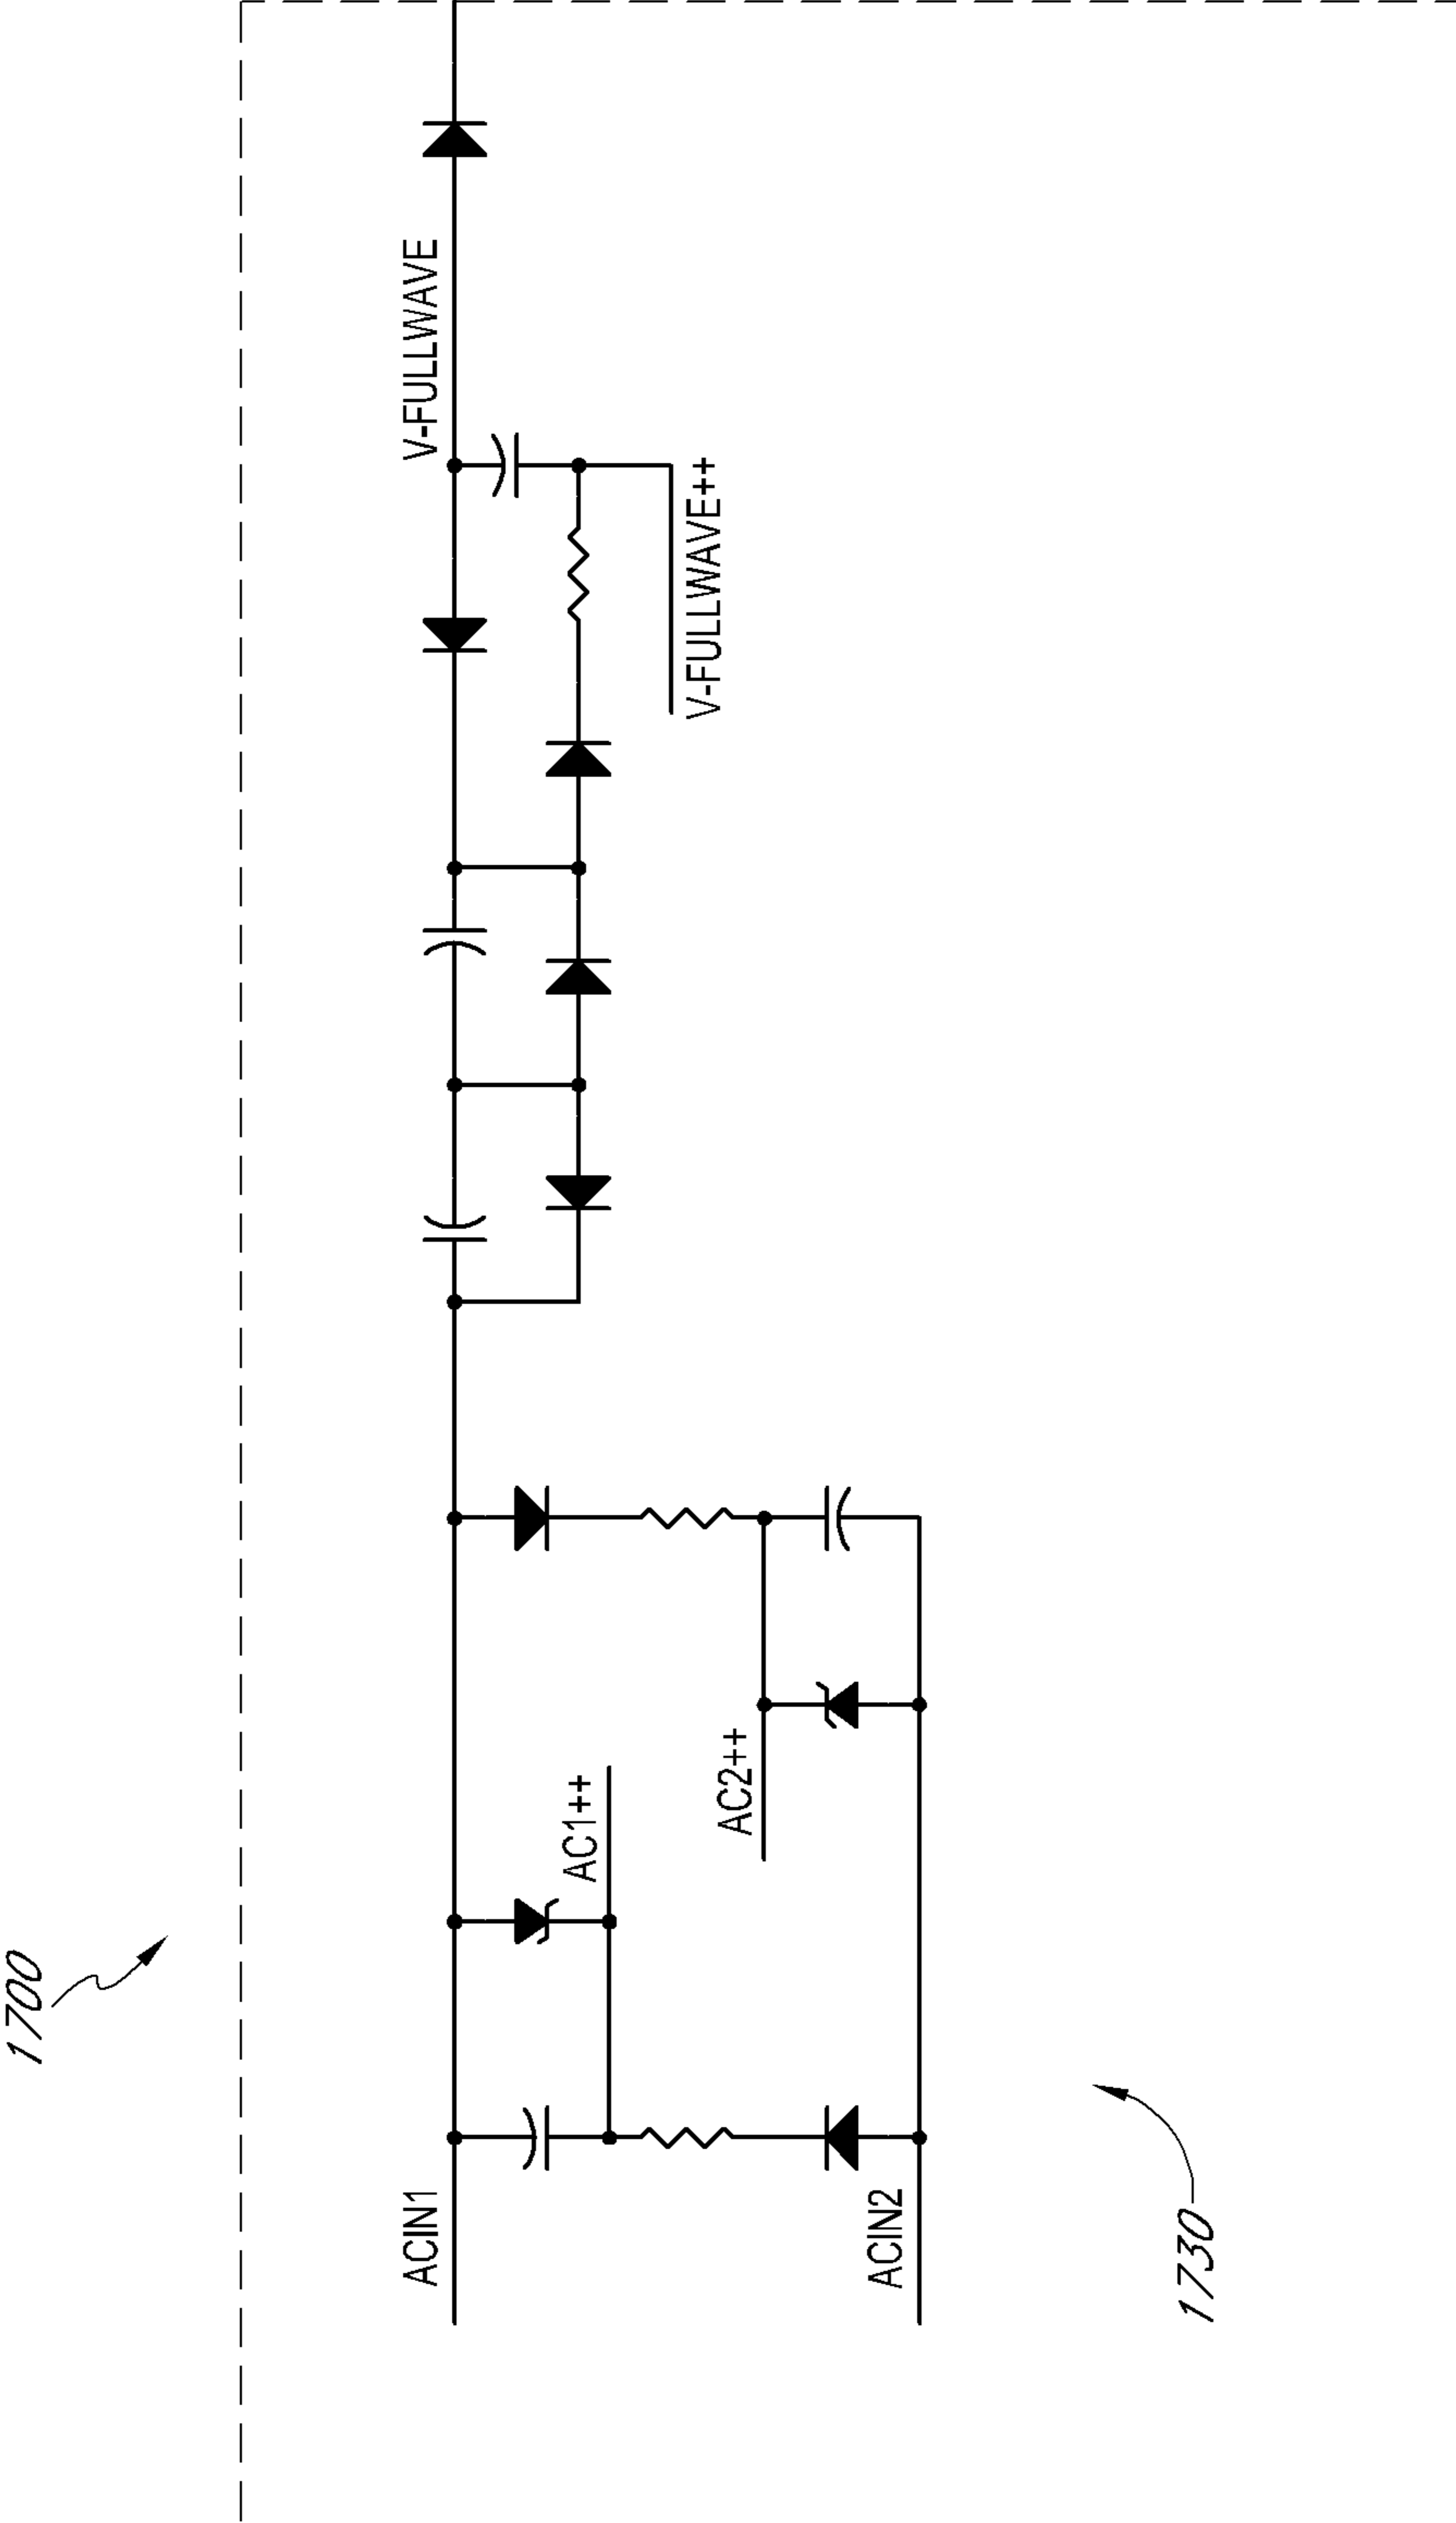 1700
ACIN1
AC1++
V-FULLWAVE
V-FULLWAVE++
AC2++
ACIN2
1730